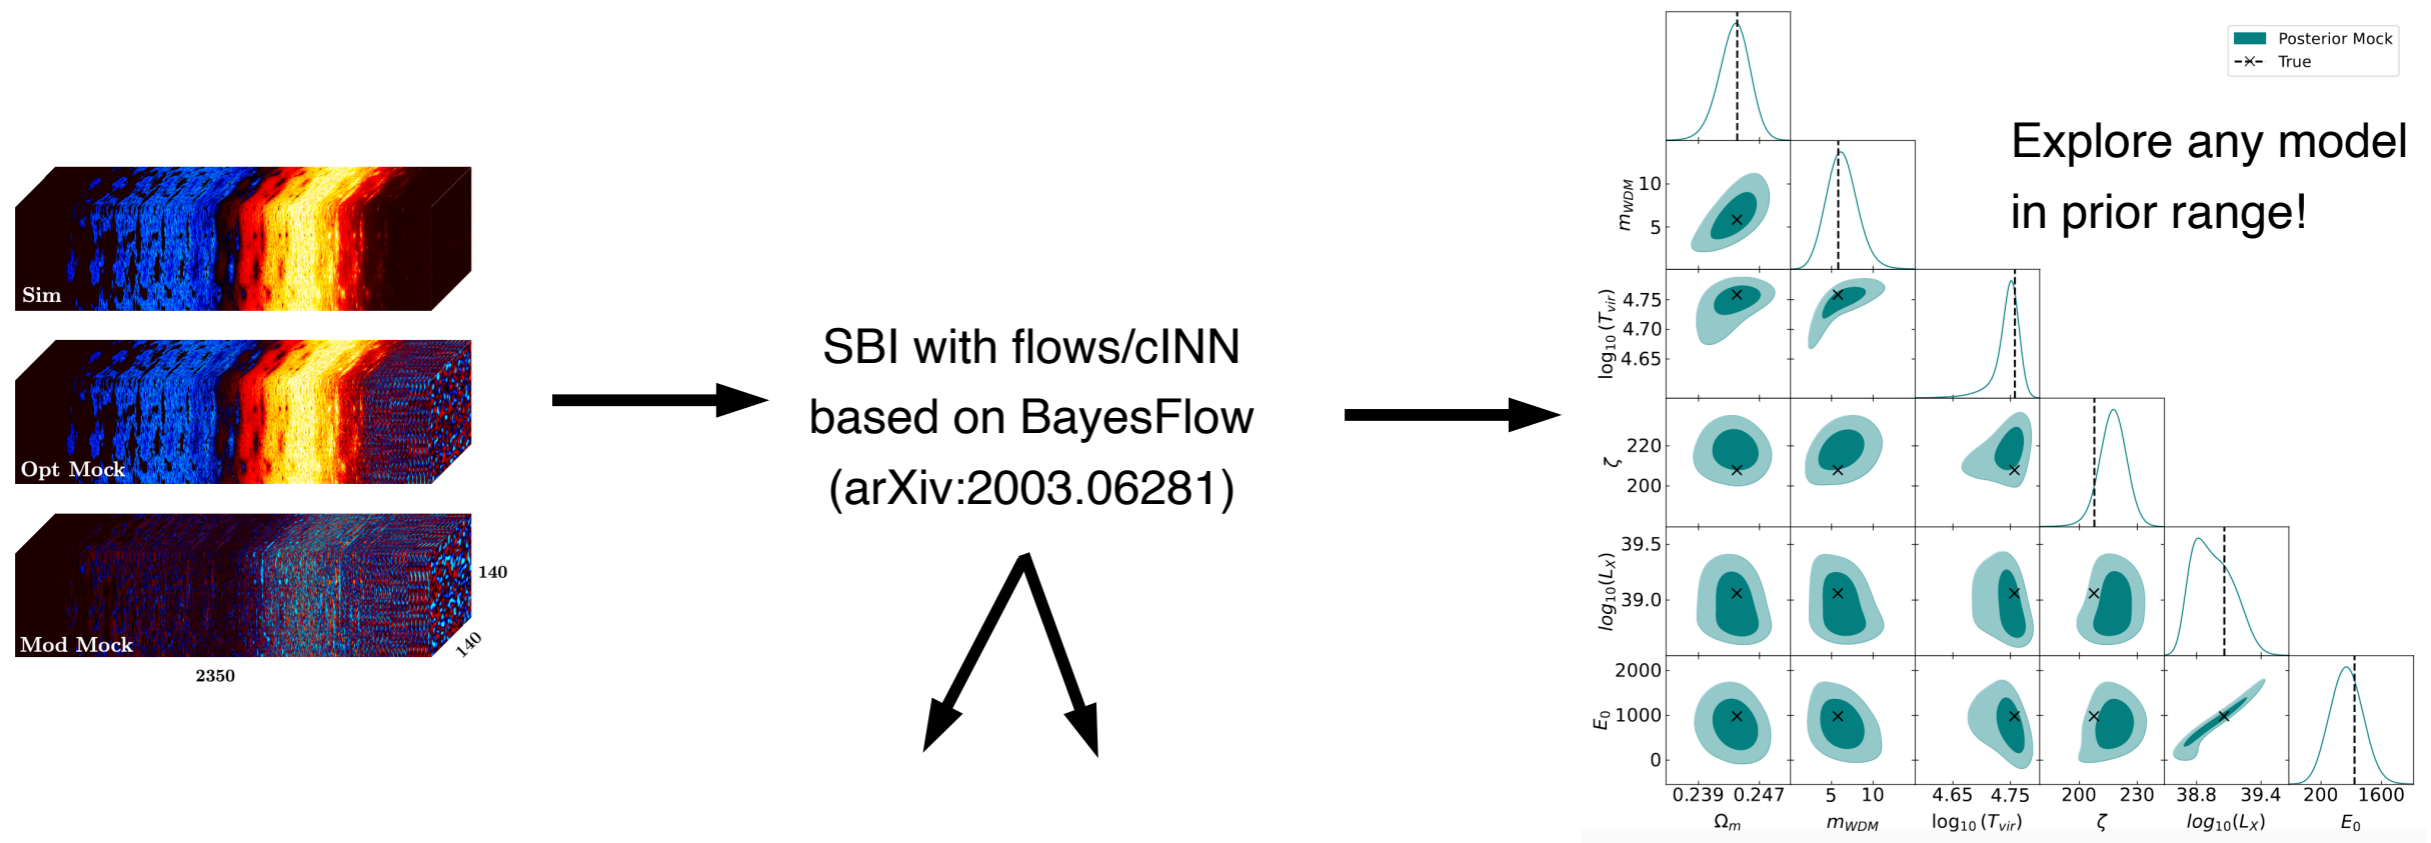 Sim
Opt Mock
Mod Mock
140
140
2350
SBI with flows/cINN
based on BayesFlow
(arXiv:2003.06281)
Posterior Mock
True
Explore any model
in prior range!
10
5
m_WDM
4.75
4.70
4.65
log₁₀(T_vir)
220
200
ζ
39.5
39.0
log₁₀(L_X)
2000
1000
0
E₀
0.239 0.247 5 10 4.65 4.75 200 230 38.8 39.4 200 1600
Ω_m m_WDM log₁₀(T_vir) ζ log₁₀(L_X) E₀